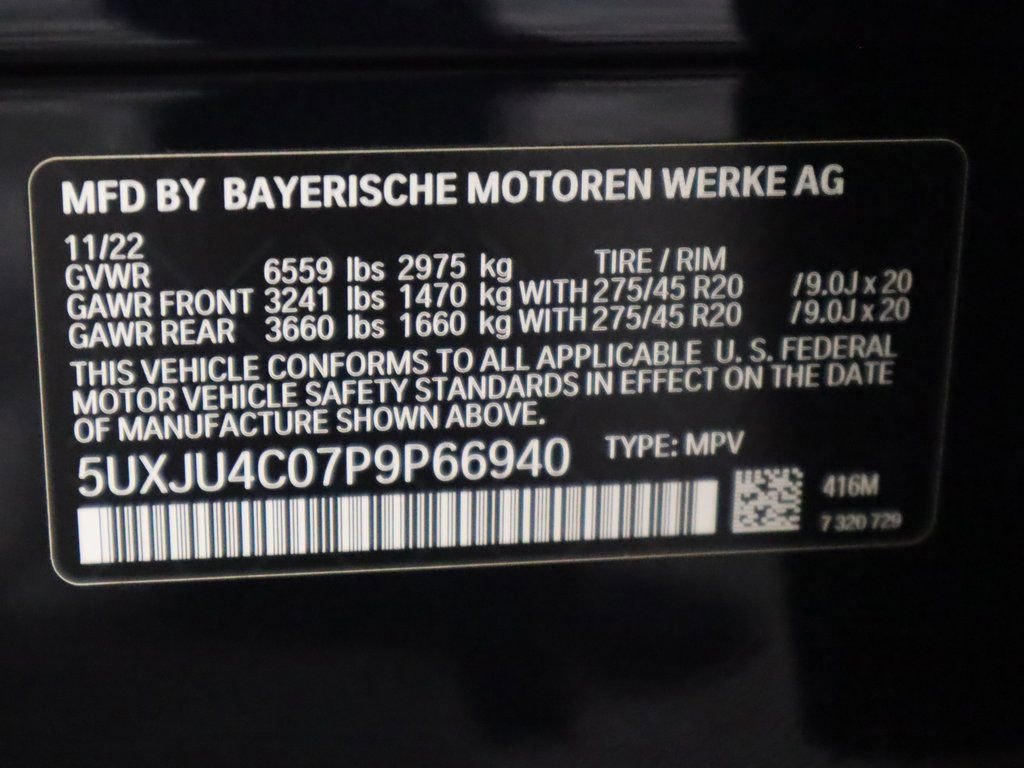 MFD BY BAYERISCHE MOTOREN WERKE AG
11/22 TIRE / RIM
GVWR 6559 lbs 2975 kg
GAWR FRONT 3241 lbs 1470 kg WITH 275/45 R20 /9.0J x 20
GAWR REAR 3660 lbs 1660 kg WITH 275/45 R20 /9.0J x 20
THIS VEHICLE CONFORMS TO ALL APPLICABLE U. S. FEDERAL
MOTOR VEHICLE SAFETY STANDARDS IN EFFECT ON THE DATE
OF MANUFACTURE SHOWN ABOVE.
5UXJU4C07P9P66940 TYPE: MPV
416M
7 320 729